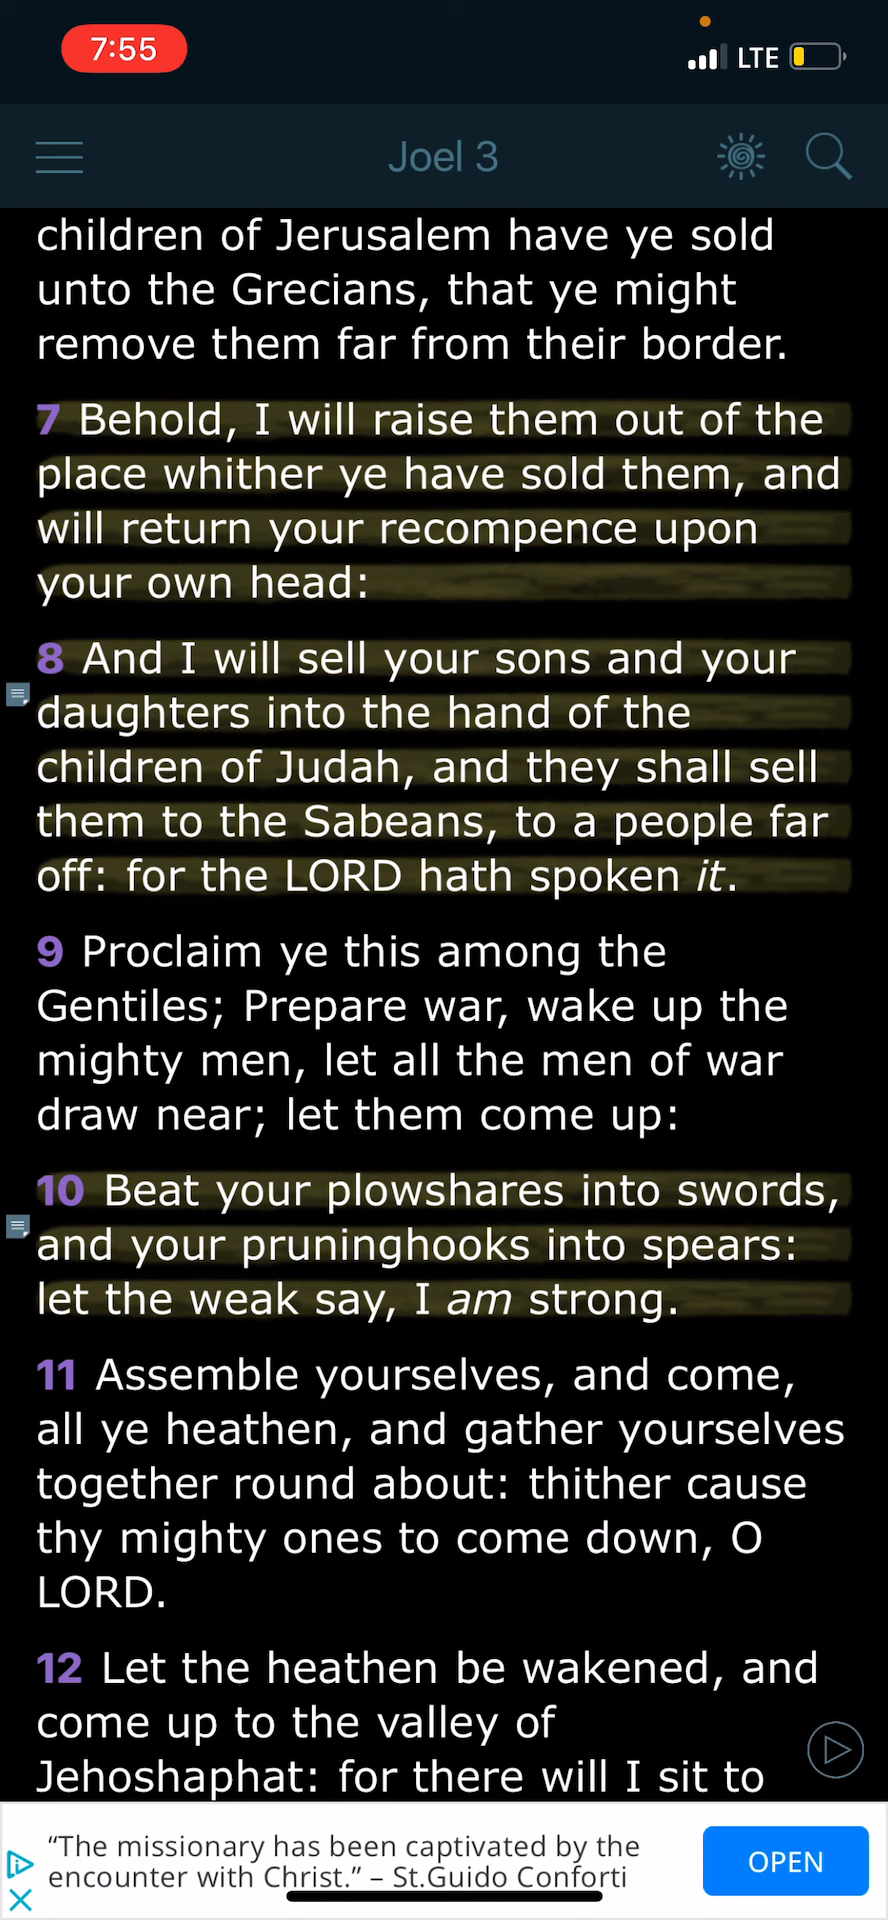 7:55
LTE
Joel 3
children of Jerusalem have ye sold
unto the Grecians, that ye might
remove them far from their border.
7 Behold, I will raise them out of the
place whither ye have sold them, and
will return your recompence upon
your own head:
8 And I will sell your sons and your
daughters into the hand of the
children of Judah, and they shall sell
them to the Sabeans, to a people far
off: for the LORD hath spoken it.
9 Proclaim ye this among the
Gentiles; Prepare war, wake up the
mighty men, let all the men of war
draw near; let them come up:
10 Beat your plowshares into swords,
and your pruninghooks into spears:
let the weak say, I am strong.
11 Assemble yourselves, and come,
all ye heathen, and gather yourselves
together round about: thither cause
thy mighty ones to come down, O
LORD.
12 Let the heathen be wakened, and
come up to the valley of
Jehoshaphat: for there will I sit to
“The missionary has been captivated by the
encounter with Christ.” – St.Guido Conforti
OPEN